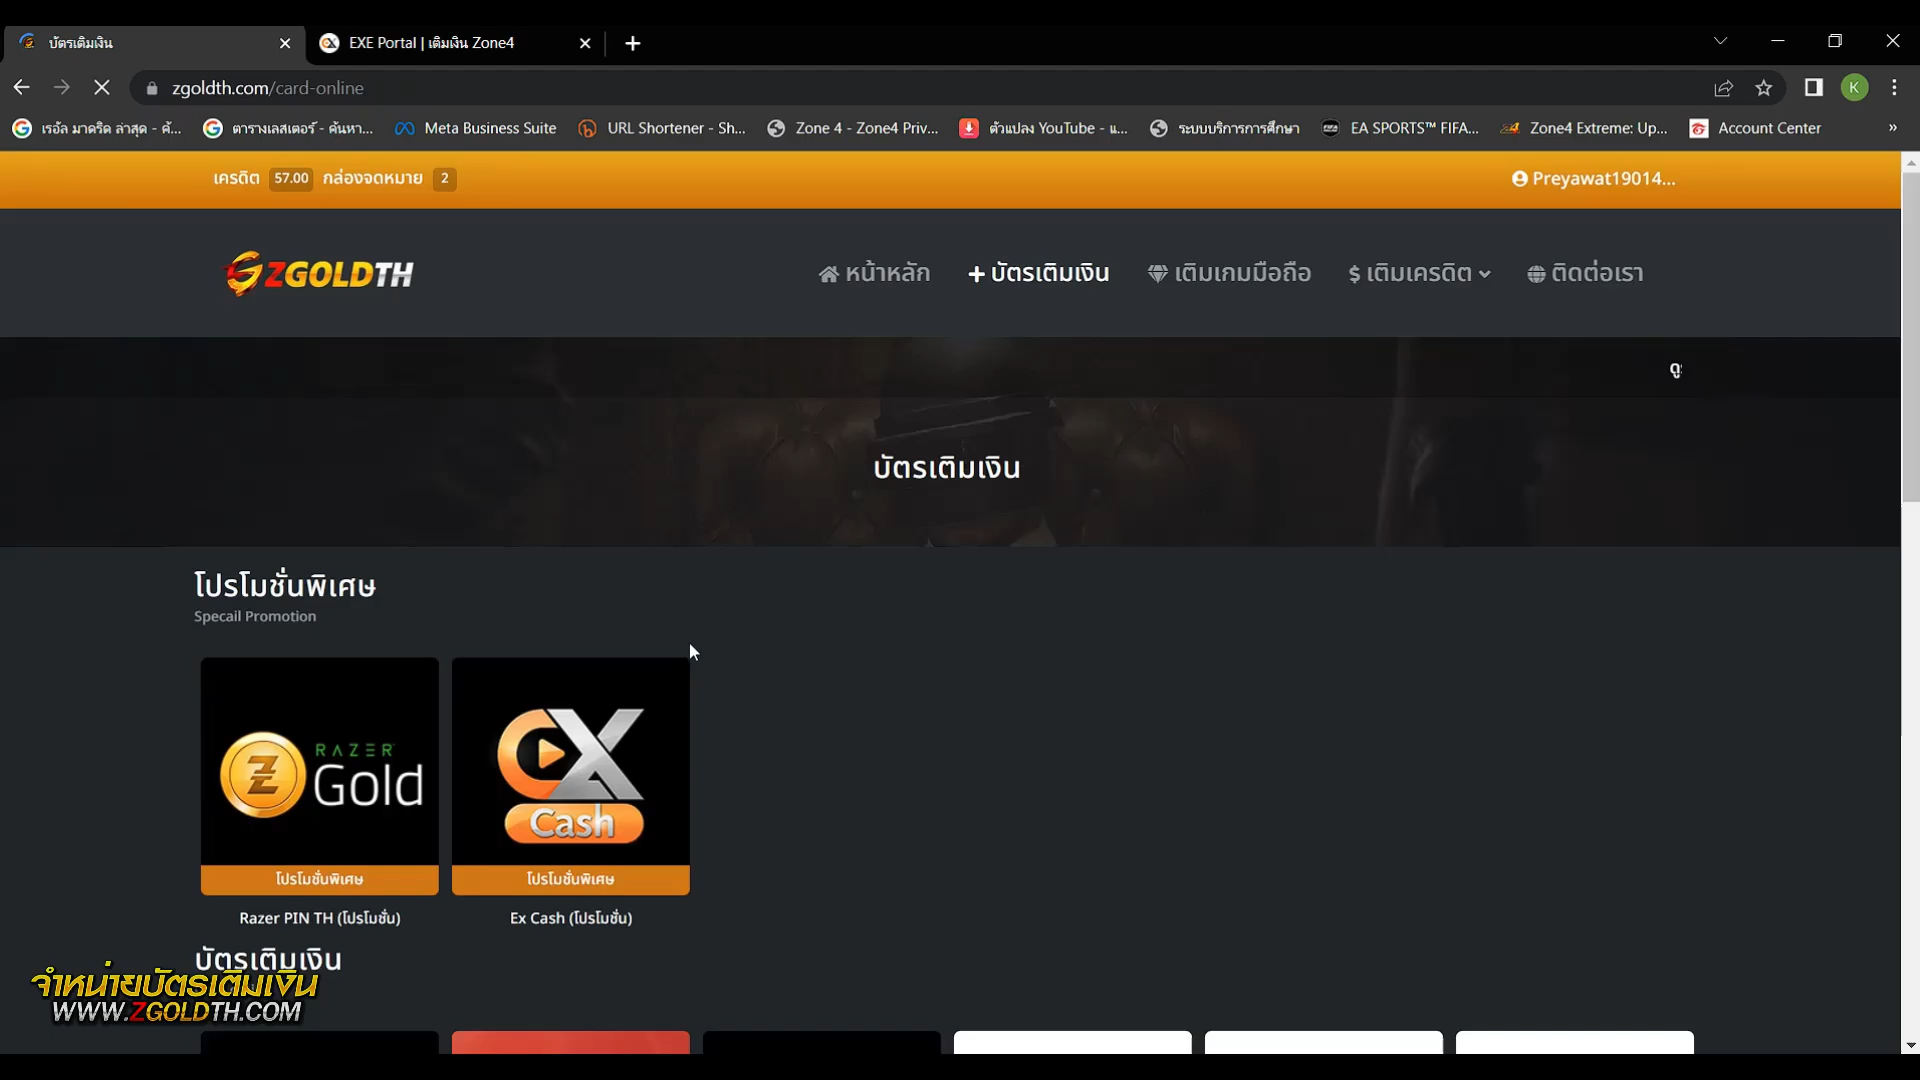 บัตรเติมเงิน
EXE Portal | เติมเงิน Zone4
zgoldth.com/card-online
K
เรอัล มาดริด ล่าสุด - ค้...
ตารางเลสเตอร์ - ค้นหา...
Meta Business Suite
URL Shortener - Sh...
Zone 4 - Zone4 Priv...
ตัวแปลง YouTube - แ...
ระบบบริการการศึกษา
EA SPORTS™ FIFA...
Zone4 Extreme: Up...
Account Center
»
เครดิต 57.00 กล่องจดหมาย 2
Preyawat19014...
ZGOLDTH
หน้าหลัก
บัตรเติมเงิน
เติมเกมมือถือ
$ เติมเครดิต
ติดต่อเรา
ดู
บัตรเติมเงิน
โปรโมชั่นพิเศษ
Specail Promotion
RAZER
Gold
โปรโมชั่นพิเศษ
Razer PIN TH (โปรโมชั่น)
Cash
โปรโมชั่นพิเศษ
Ex Cash (โปรโมชั่น)
บัตรเติมเงิน
จำหน่ายบัตรเติมเงิน
WWW.ZGOLDTH.COM